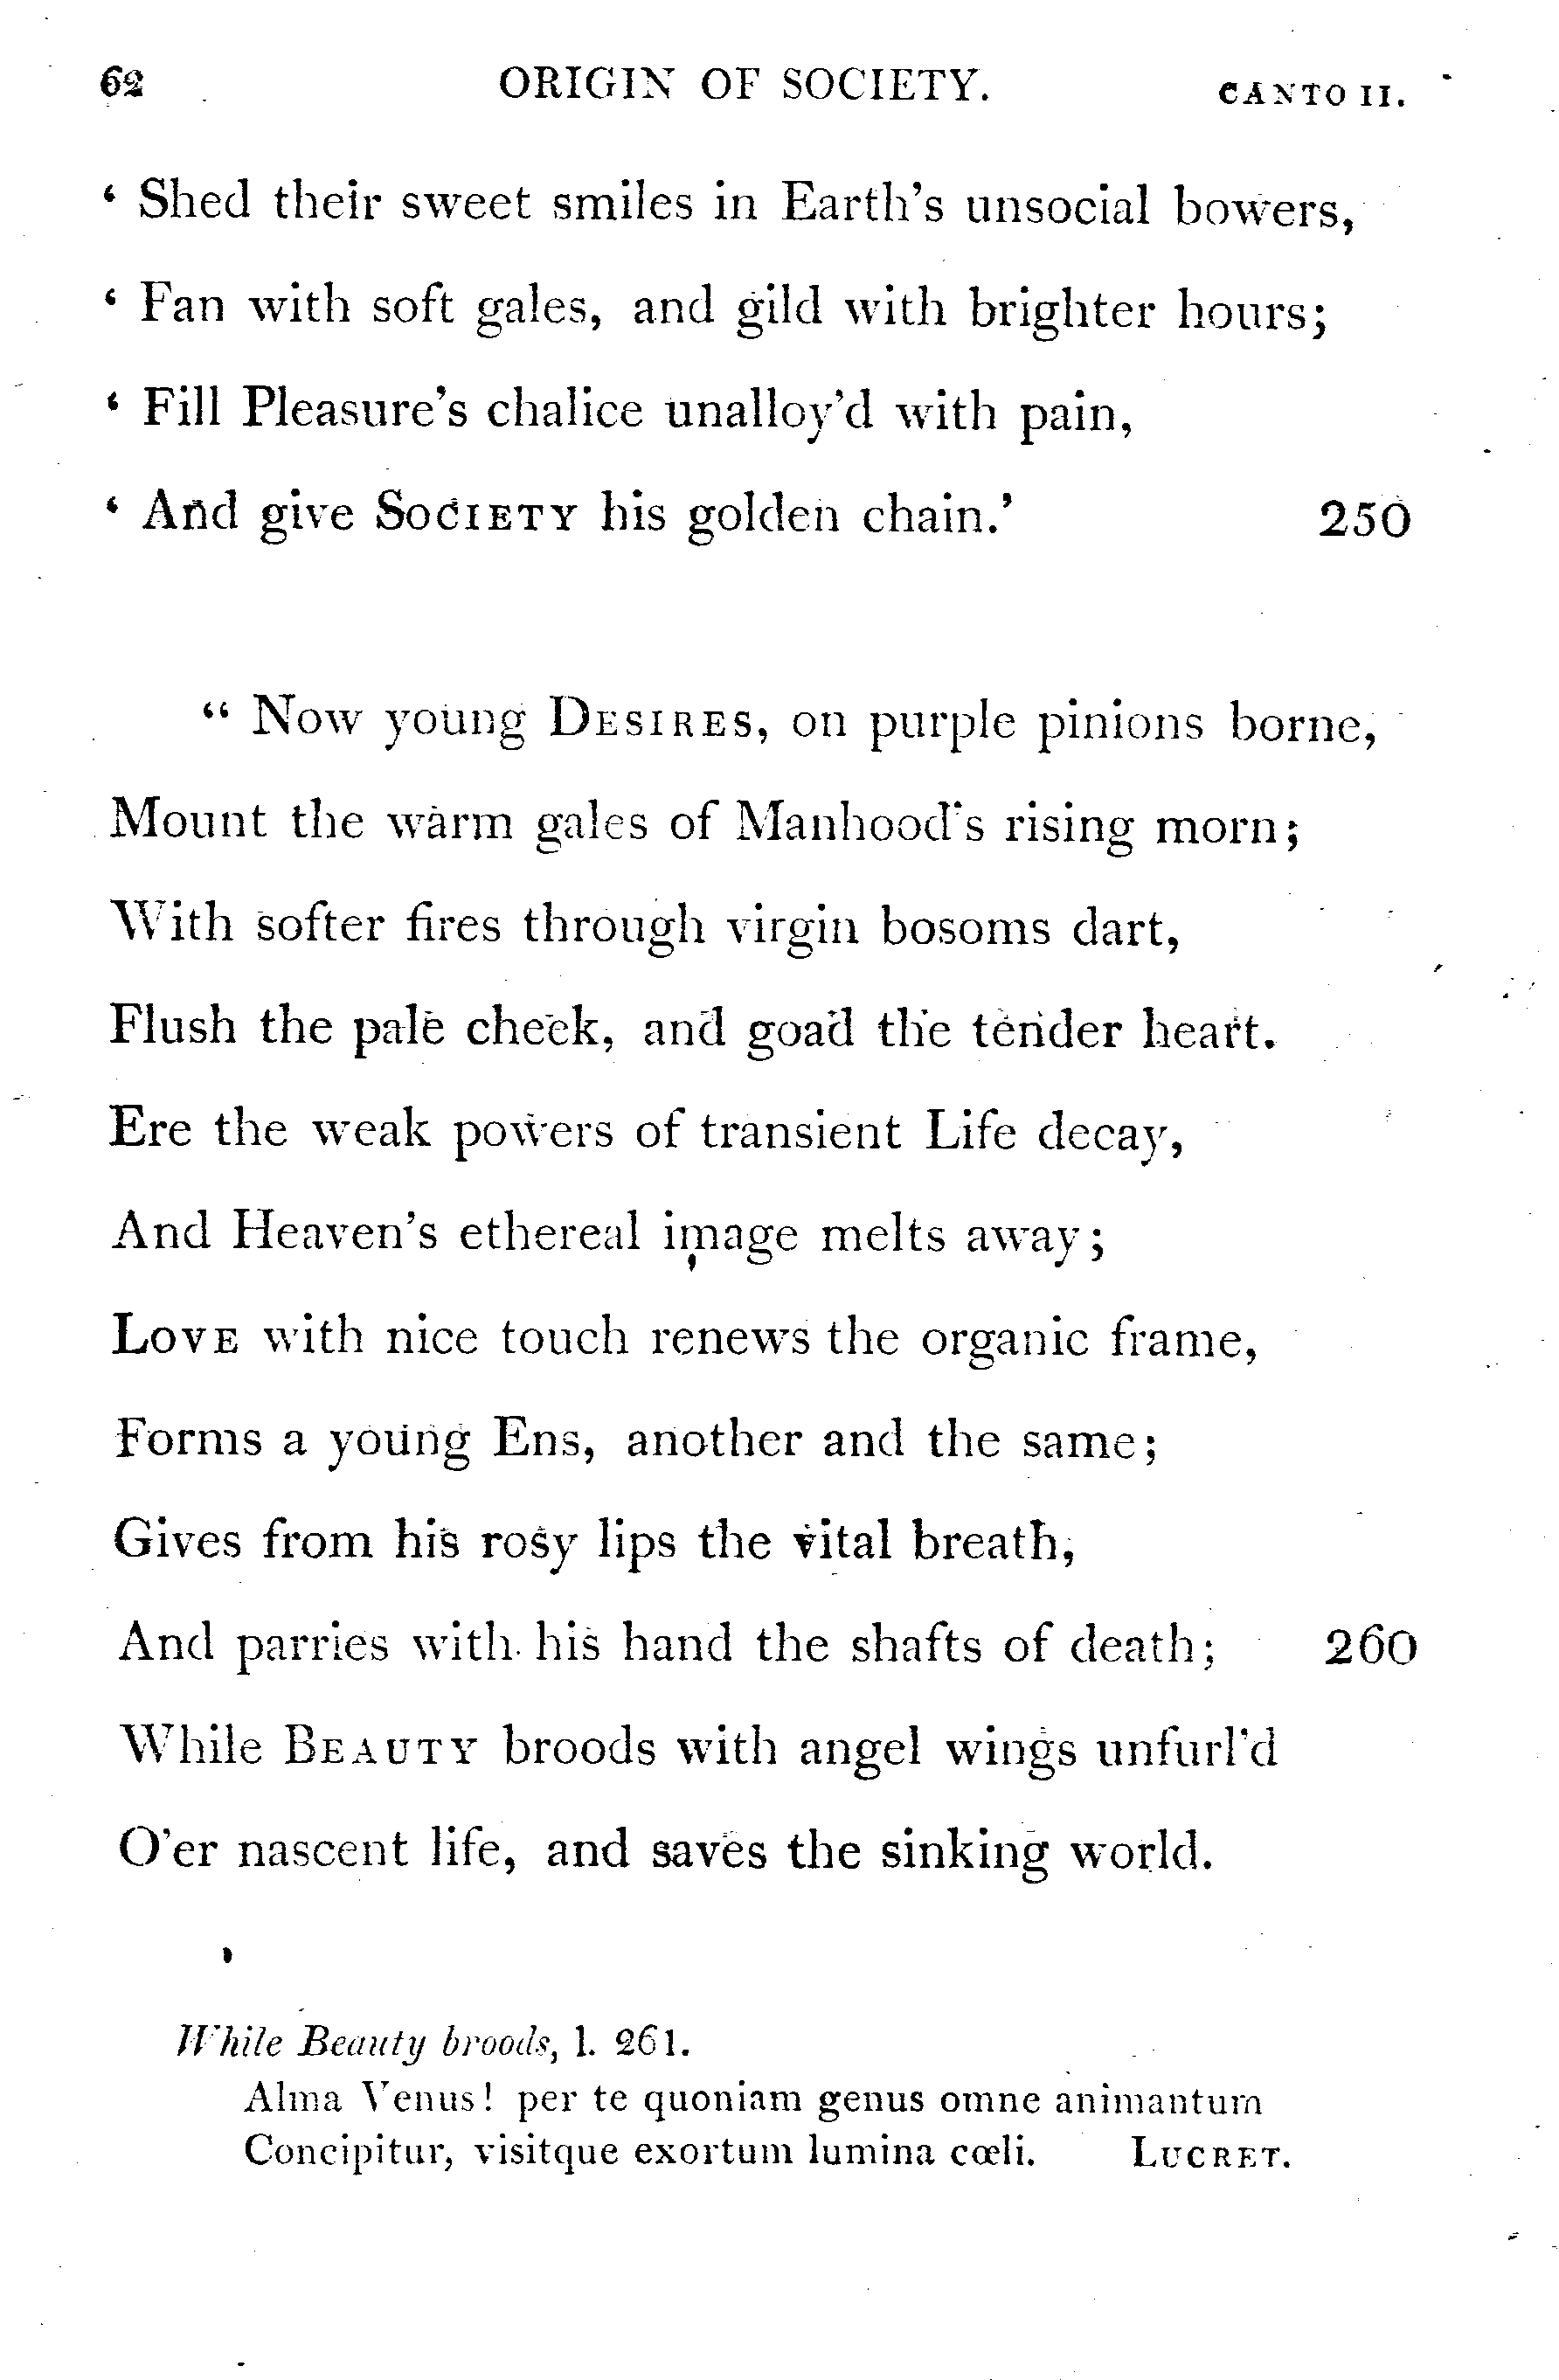 62 ORIGIN OF SOCIETY. CANTO II.
‘ Shed their sweet smiles in Earth’s unsocial bowers,
‘ Fan with soft gales, and gild with brighter hours;
‘ Fill Pleasure’s chalice unalloy’d with pain,
‘ And give SOCIETY his golden chain.’ 250
“ Now young DESIRES, on purple pinions borne,
Mount the warm gales of Manhood’s rising morn;
With softer fires through virgin bosoms dart,
Flush the pale cheek, and goad the tender heart.
Ere the weak powers of transient Life decay,
And Heaven’s ethereal image melts away;
LOVE with nice touch renews the organic frame,
Forms a young Ens, another and the same;
Gives from his rosy lips the vital breath,
And parries with his hand the shafts of death; 260
While BEAUTY broods with angel wings unfurl’d
O’er nascent life, and saves the sinking world.
While Beauty broods, l. 261.
Alma Venus! per te quoniam genus omne animantum
Concipitur, visitque exortum lumina cœli. LUCRET.